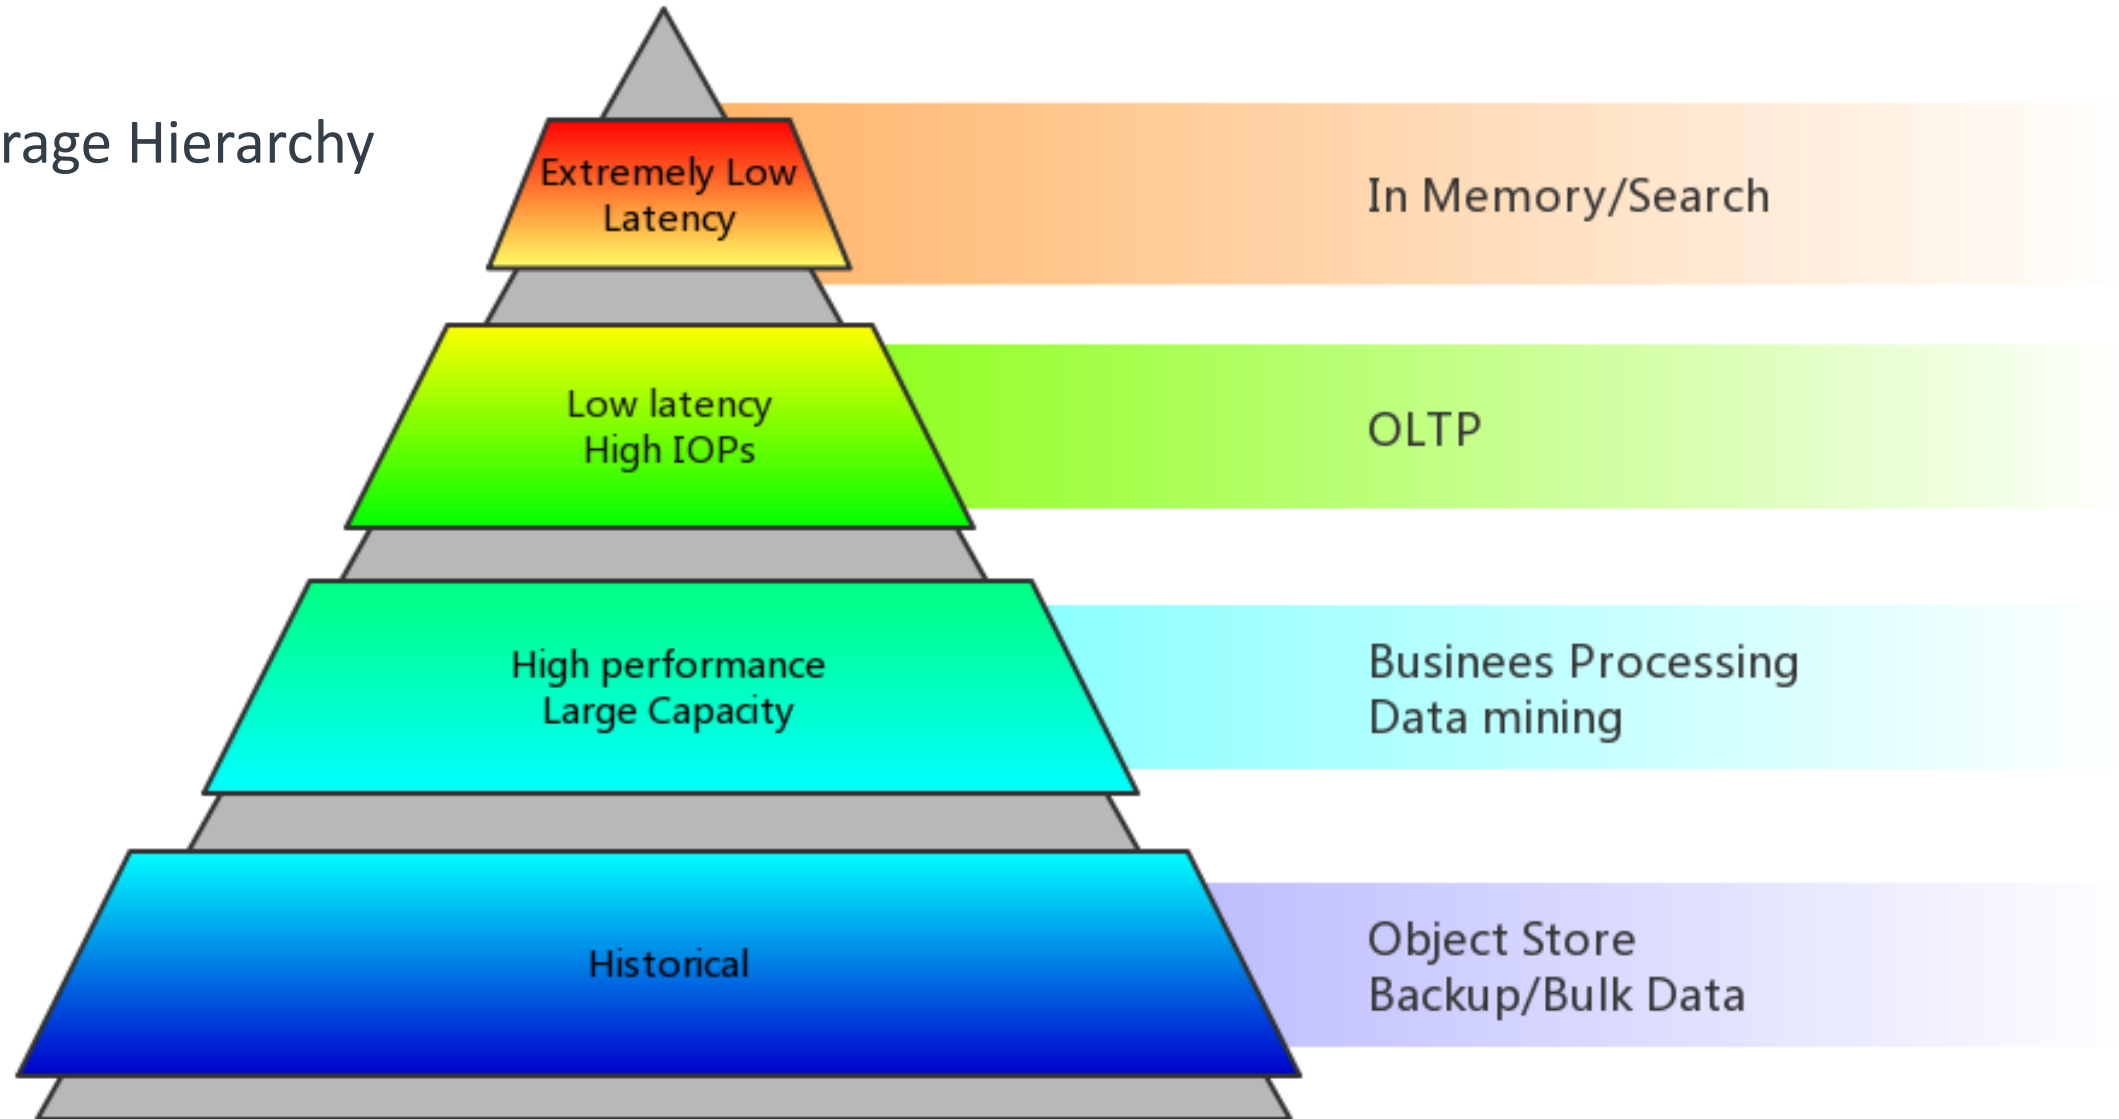 rage Hierarchy
Extremely Low
Latency
In Memory/Search
Low latency
High IOPs
OLTP
High performance
Large Capacity
Businees Processing
Data mining
Historical
Object Store
Backup/Bulk Data